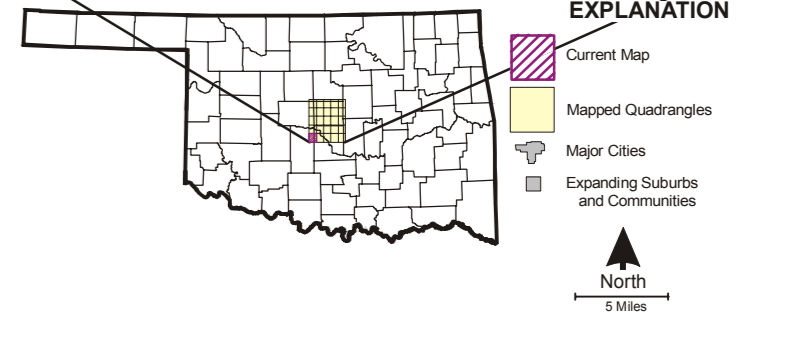 EXPLANATION
Current Map
Mapped Quadrangles
Major Cities
Expanding Suburbs
and Communities
North
5 Miles